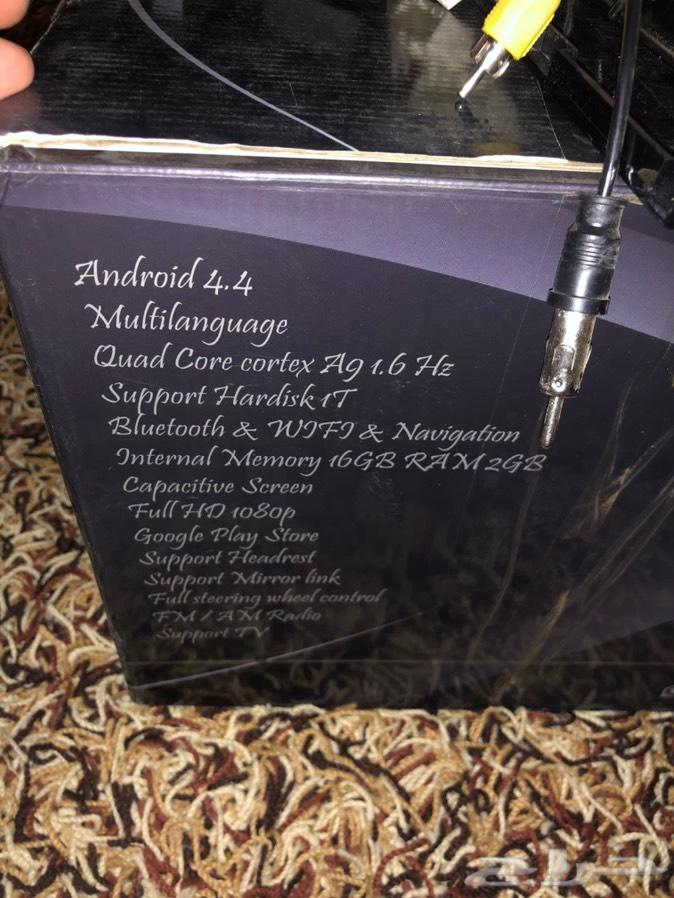 Android 4.4
Multilanguage
Quad Core cortex A9 1.6 Hz
Support Hardisk 1T
Bluetooth & WIFI & Navigation
Internal Memory 16GB RAM 2GB
Capacitive Screen
Full HD 1080p
Google Play Store
Support Headrest
Support Mirror link
Full steering wheel control
FM / AM Radio
Support TV
حراج